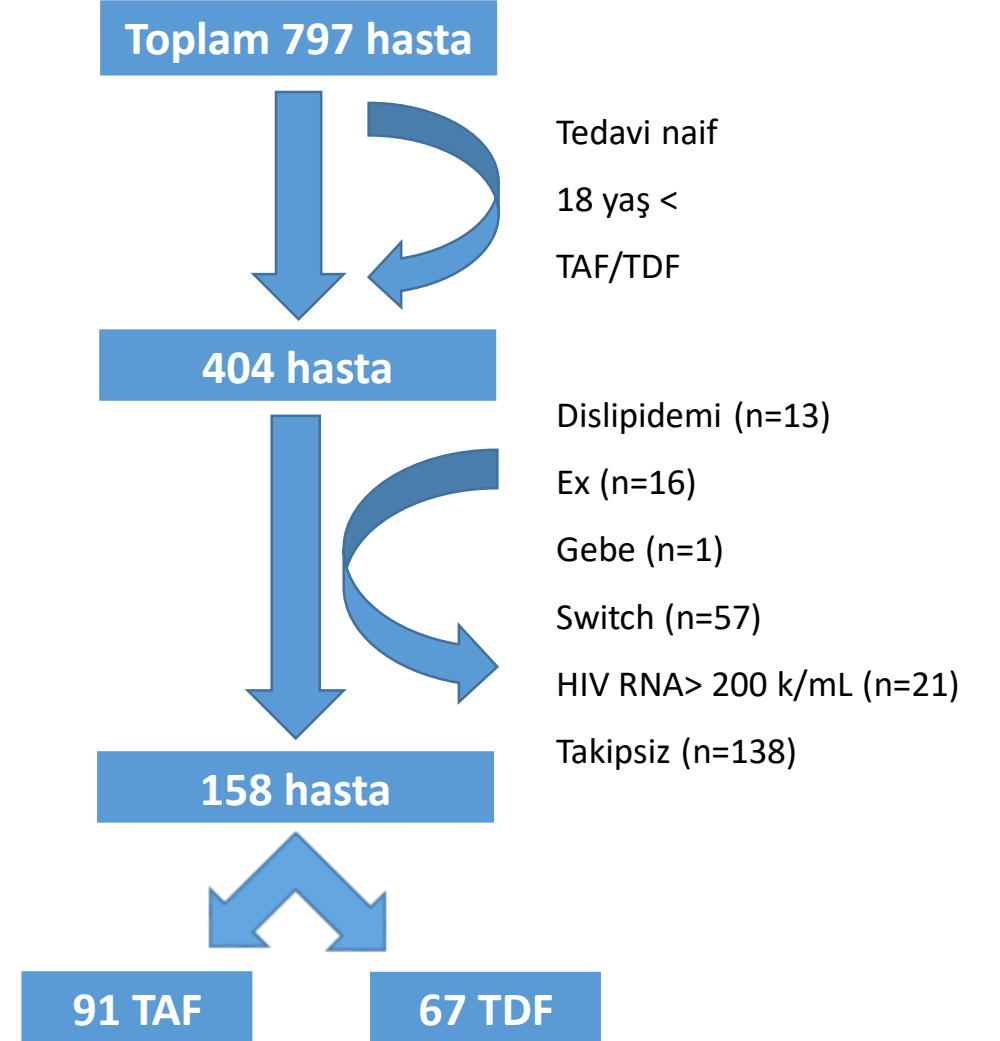 Toplam 797 hasta
Tedavi naif
18 yaş <
TAF/TDF
404 hasta
Dislipidemi (n=13)
Ex (n=16)
Gebe (n=1)
Switch (n=57)
HIV RNA> 200 k/mL (n=21)
Takipsiz (n=138)
158 hasta
91 TAF
67 TDF